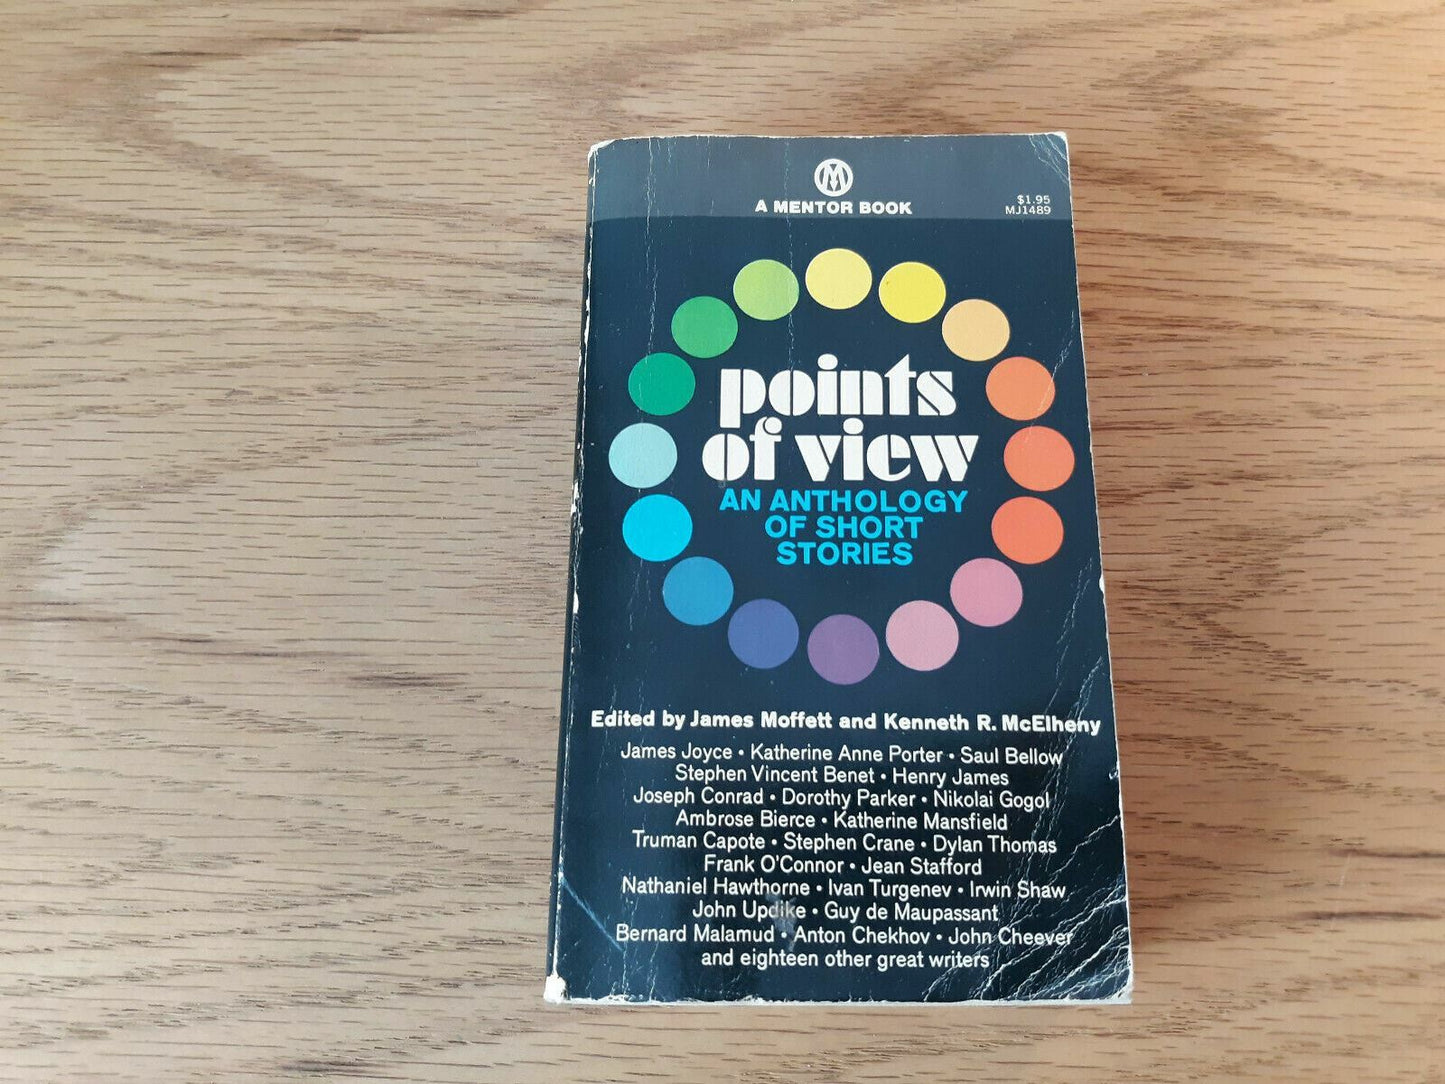 M
A MENTOR BOOK
$1.95
MJ1489
points
of view
AN ANTHOLOGY
OF SHORT
STORIES
Edited by James Moffett and Kenneth R. McElheny
James Joyce • Katherine Anne Porter • Saul Bellow
Stephen Vincent Benet • Henry James
Joseph Conrad • Dorothy Parker • Nikolai Gogol
Ambrose Bierce • Katherine Mansfield
Truman Capote • Stephen Crane • Dylan Thomas
Frank O'Connor • Jean Stafford
Nathaniel Hawthorne • Ivan Turgenev • Irwin Shaw
John Updike • Guy de Maupassant
Bernard Malamud • Anton Chekhov • John Cheever
and eighteen other great writers